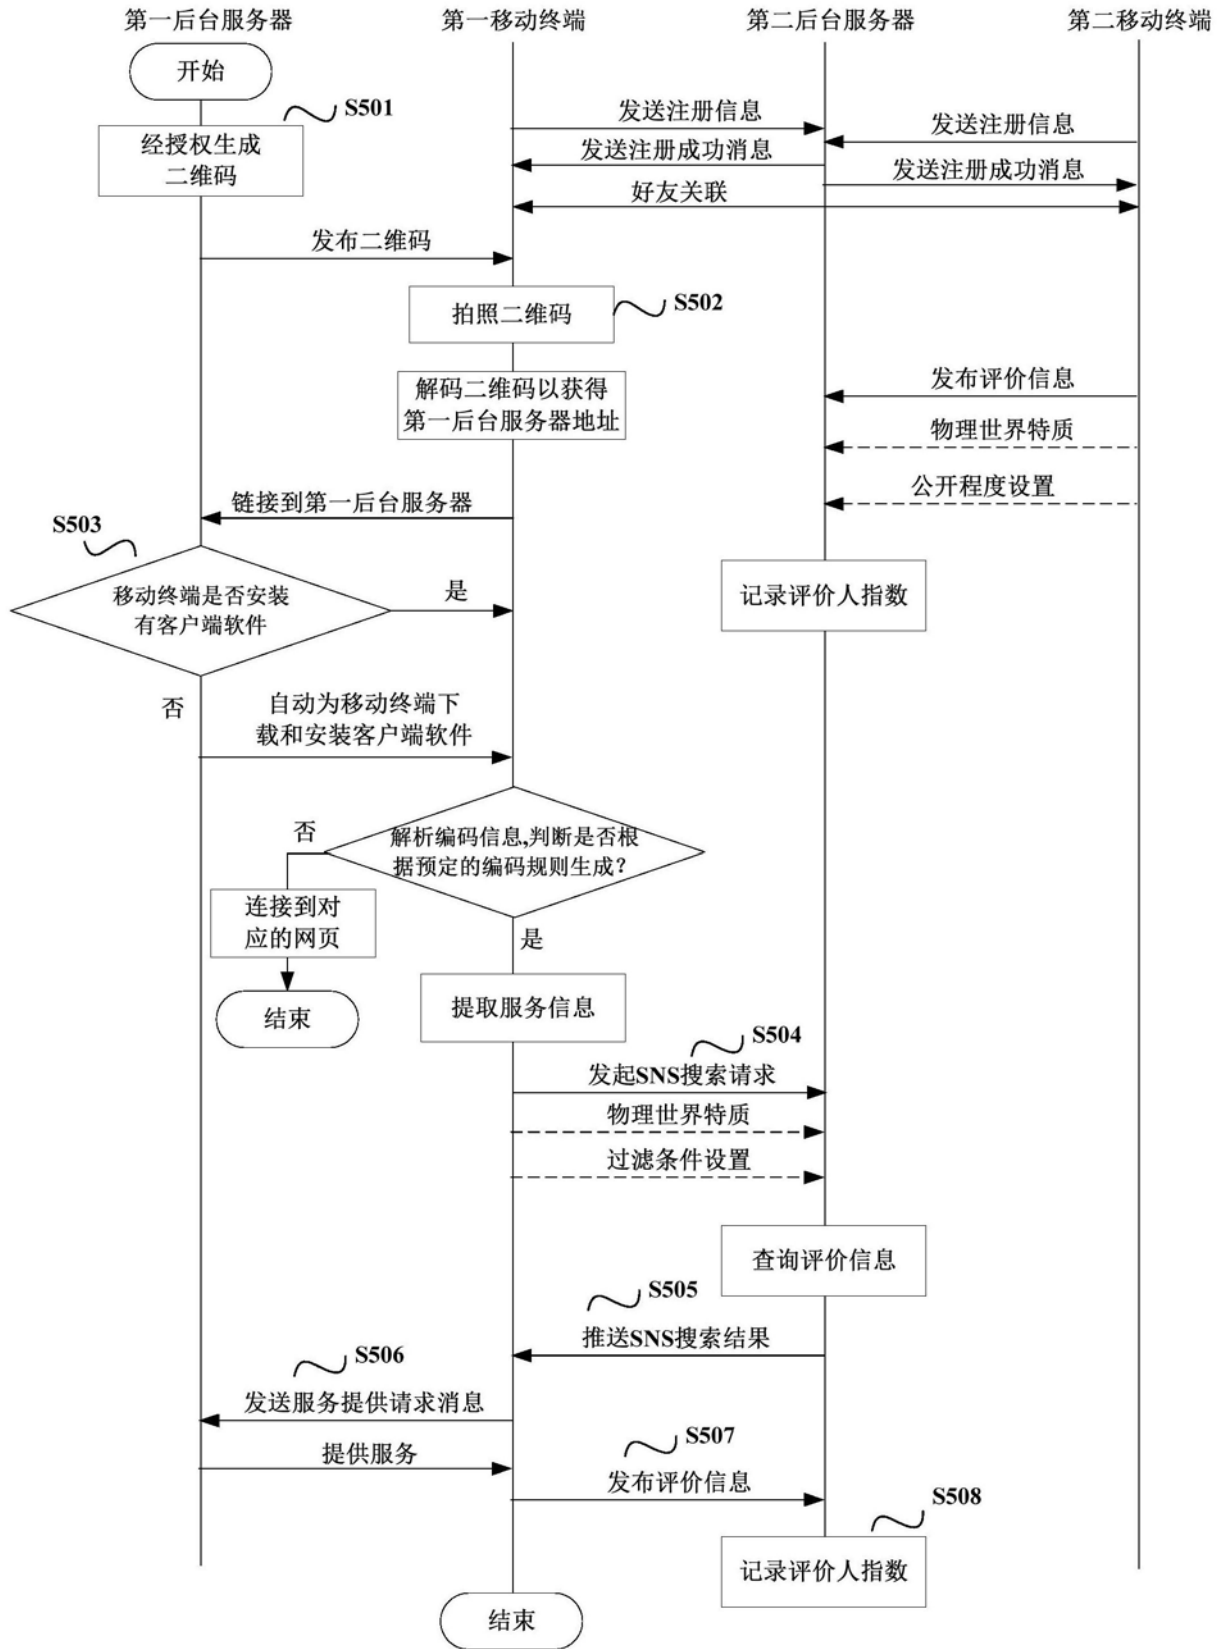 第一后台服务器
第一移动终端
第二后台服务器
第二移动终端
开始
S501
经授权生成
二维码
发送注册信息
发送注册信息
发送注册成功消息
发送注册成功消息
好友关联
发布二维码
拍照二维码
S502
解码二维码以获得
第一后台服务器地址
发布评价信息
物理世界特质
公开程度设置
链接到第一后台服务器
S503
移动终端是否安装
有客户端软件
是
记录评价人指数
否
自动为移动终端下
载和安装客户端软件
解析编码信息,判断是否根
据预定的编码规则生成？
否
连接到对
应的网页
结束
是
提取服务信息
S504
发起SNS搜索请求
物理世界特质
过滤条件设置
查询评价信息
S505
推送SNS搜索结果
S506
发送服务提供请求消息
提供服务
S507
发布评价信息
S508
记录评价人指数
结束